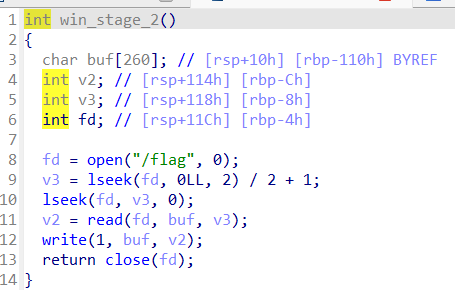 1 int win_stage_2()
2 {
3 char buf[260]; // [rsp+10h] [rbp-110h] BYREF
4 int v2; // [rsp+114h] [rbp-Ch]
5 int v3; // [rsp+118h] [rbp-8h]
6 int fd; // [rsp+11Ch] [rbp-4h]
7
8 fd = open("/flag", 0);
9 v3 = lseek(fd, 0LL, 2) / 2 + 1;
10 lseek(fd, v3, 0);
11 v2 = read(fd, buf, v3);
12 write(1, buf, v2);
13 return close(fd);
14 }